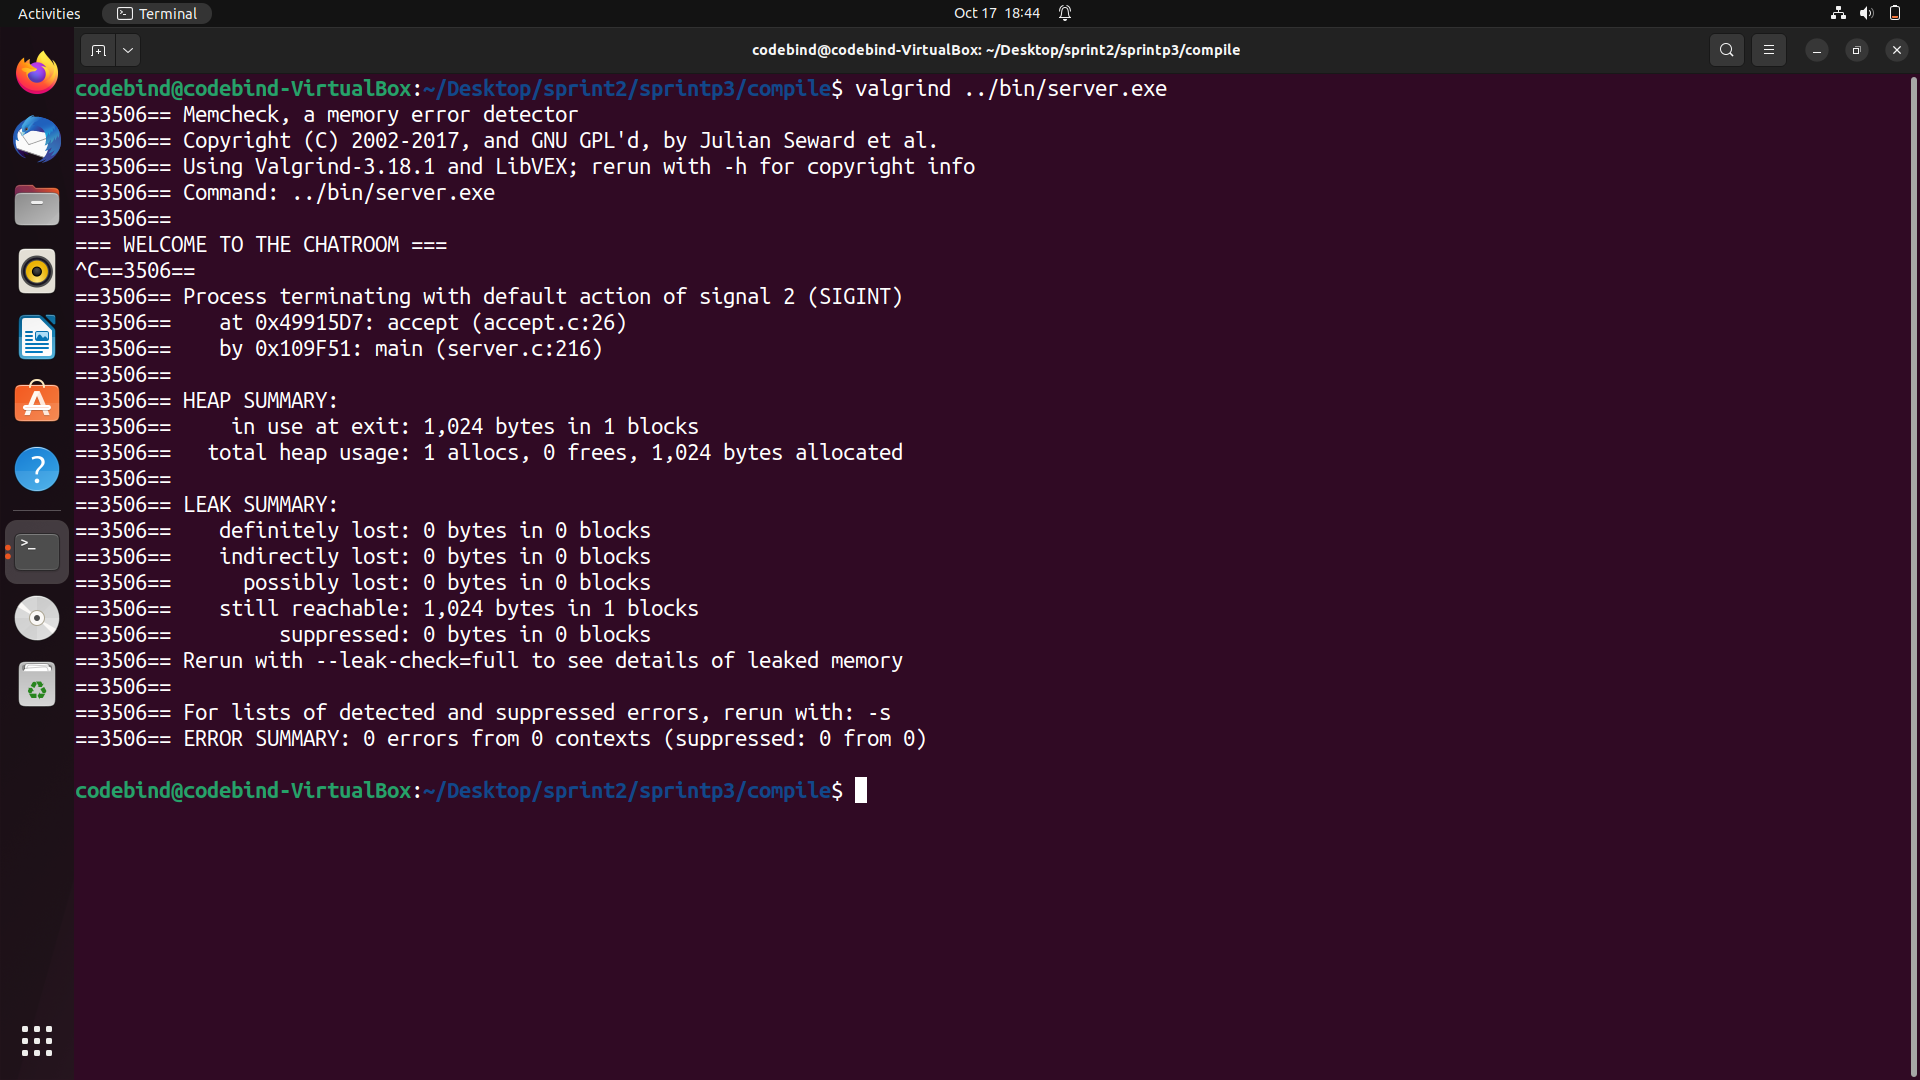 Activities
Terminal
Oct 17 18:44
codebind@codebind-VirtualBox: ~/Desktop/sprint2/sprintp3/compile
codebind@codebind-VirtualBox:~/Desktop/sprint2/sprintp3/compile$ valgrind ../bin/server.exe
==3506== Memcheck, a memory error detector
==3506== Copyright (C) 2002-2017, and GNU GPL'd, by Julian Seward et al.
==3506== Using Valgrind-3.18.1 and LibVEX; rerun with -h for copyright info
==3506== Command: ../bin/server.exe
==3506==
=== WELCOME TO THE CHATROOM ===
^C==3506==
==3506== Process terminating with default action of signal 2 (SIGINT)
==3506==    at 0x49915D7: accept (accept.c:26)
==3506==    by 0x109F51: main (server.c:216)
==3506==
==3506== HEAP SUMMARY:
==3506==     in use at exit: 1,024 bytes in 1 blocks
==3506==   total heap usage: 1 allocs, 0 frees, 1,024 bytes allocated
==3506==
==3506== LEAK SUMMARY:
==3506==    definitely lost: 0 bytes in 0 blocks
==3506==    indirectly lost: 0 bytes in 0 blocks
==3506==      possibly lost: 0 bytes in 0 blocks
==3506==    still reachable: 1,024 bytes in 1 blocks
==3506==         suppressed: 0 bytes in 0 blocks
==3506== Rerun with --leak-check=full to see details of leaked memory
==3506==
==3506== For lists of detected and suppressed errors, rerun with: -s
==3506== ERROR SUMMARY: 0 errors from 0 contexts (suppressed: 0 from 0)
codebind@codebind-VirtualBox:~/Desktop/sprint2/sprintp3/compile$